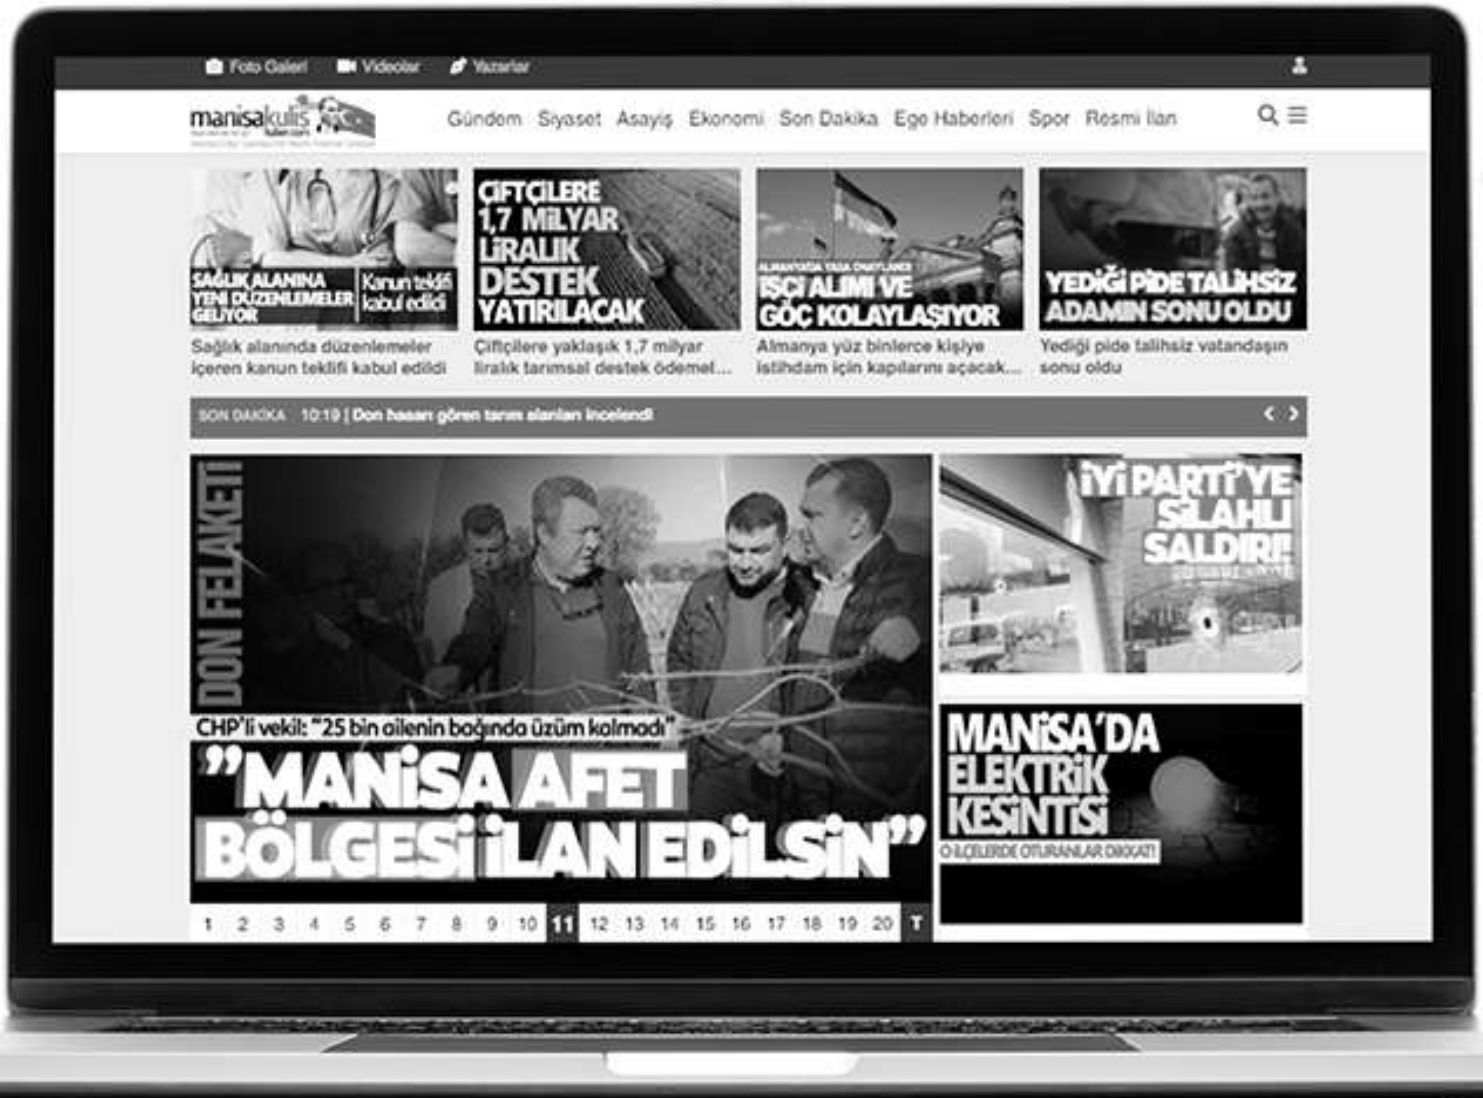 Foto Galeri Videolar Yazarlar
manisakulis
haber.com
Gündem Siyaset Asayiş Ekonomi Son Dakika Ege Haberleri Spor Resmi İlan
SAĞLIK ALANINA
YENİ DÜZENLEMELER
GELİYOR
Kanun teklifi
kabul edildi
Sağlık alanında düzenlemeler
içeren kanun teklifi kabul edildi
ÇİFTÇİLERE
1,7 MİLYAR
LİRALIK
DESTEK
YATIRILACAK
Çiftçilere yaklaşık 1,7 milyar
liralık tarımsal destek ödemel...
ALMANYA'DA YASA ONAYLANDI
İŞÇİ ALIMI VE
GÖÇ KOLAYLAŞIYOR
Almanya yüz binlerce kişiye
istihdam için kapılarını açacak...
YEDİĞİ PİDE TALİHSİZ
ADAMIN SONU OLDU
Yediği pide talihsiz vatandaşın
sonu oldu
SON DAKİKA 10:19 | Don hasarı gören tarım alanları incelendi
DON FELAKETİ
CHP'li vekil: "25 bin ailenin bağında üzüm kalmadı"
"MANİSA AFET
BÖLGESİ İLAN EDİLSİN"
1 2 3 4 5 6 7 8 9 10 11 12 13 14 15 16 17 18 19 20 T
İYİ PARTİ'YE
SİLAHLI
SALDIRI!
MANİSA'DA
ELEKTRİK
KESİNTİSİ
O İLÇELERDE OTURANLAR DİKKAT!